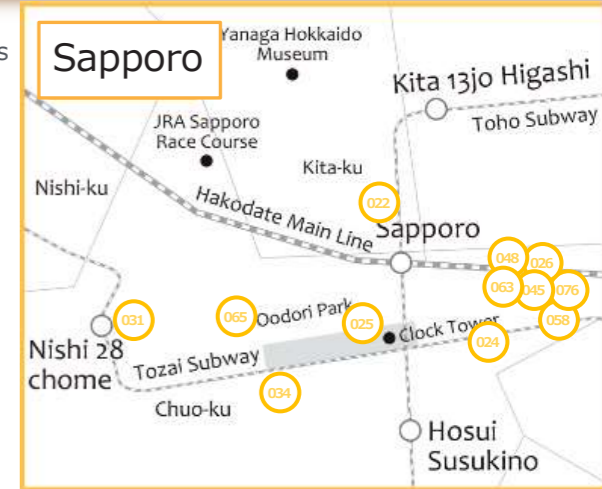 s
Sapporo
Yanaga Hokkaido
Museum
Kita 13jo Higashi
Toho Subway
JRA Sapporo
Race Course
Kita-ku
Nishi-ku
022
Hakodate Main Line
Sapporo
048
026
063
045
076
031
065
Oodori Park
025
Clock Tower
058
024
Nishi 28
chome
Tozai Subway
034
Chuo-ku
Hosui
Susukino